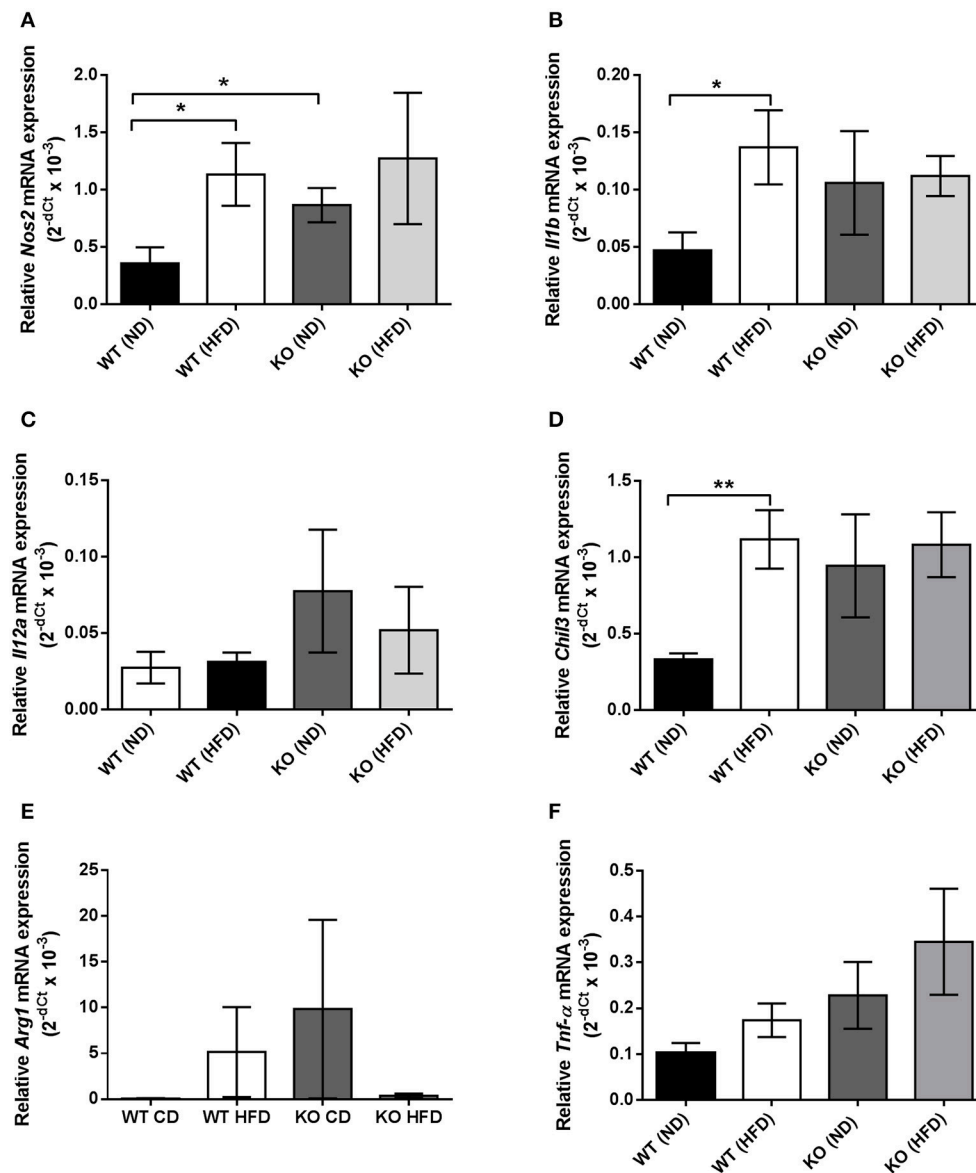 A
Relative Nos2 mRNA expression
(2^-dCt x 10^-3)
2.0
1.5
1.0
0.5
0.0
*
*
WT (ND)
WT (HFD)
KO (ND)
KO (HFD)
B
Relative Il1b mRNA expression
(2^-dCt x 10^-3)
0.20
0.15
0.10
0.05
0.00
*
WT (ND)
WT (HFD)
KO (ND)
KO (HFD)
C
Relative Il12a mRNA expression
(2^-dCt x 10^-3)
0.15
0.10
0.05
0.00
WT (ND)
WT (HFD)
KO (ND)
KO (HFD)
D
Relative Chil3 mRNA expression
(2^-dCt x 10^-3)
1.5
1.0
0.5
0.0
**
WT (ND)
WT (HFD)
KO (ND)
KO (HFD)
E
Relative Arg1 mRNA expression
(2^-dCt x 10^-3)
25
20
15
10
5
0
WT CD
WT HFD
KO CD
KO HFD
F
Relative Tnf-α mRNA expression
(2^-dCt x 10^-3)
0.5
0.4
0.3
0.2
0.1
0.0
WT (ND)
WT (HFD)
KO (ND)
KO (HFD)